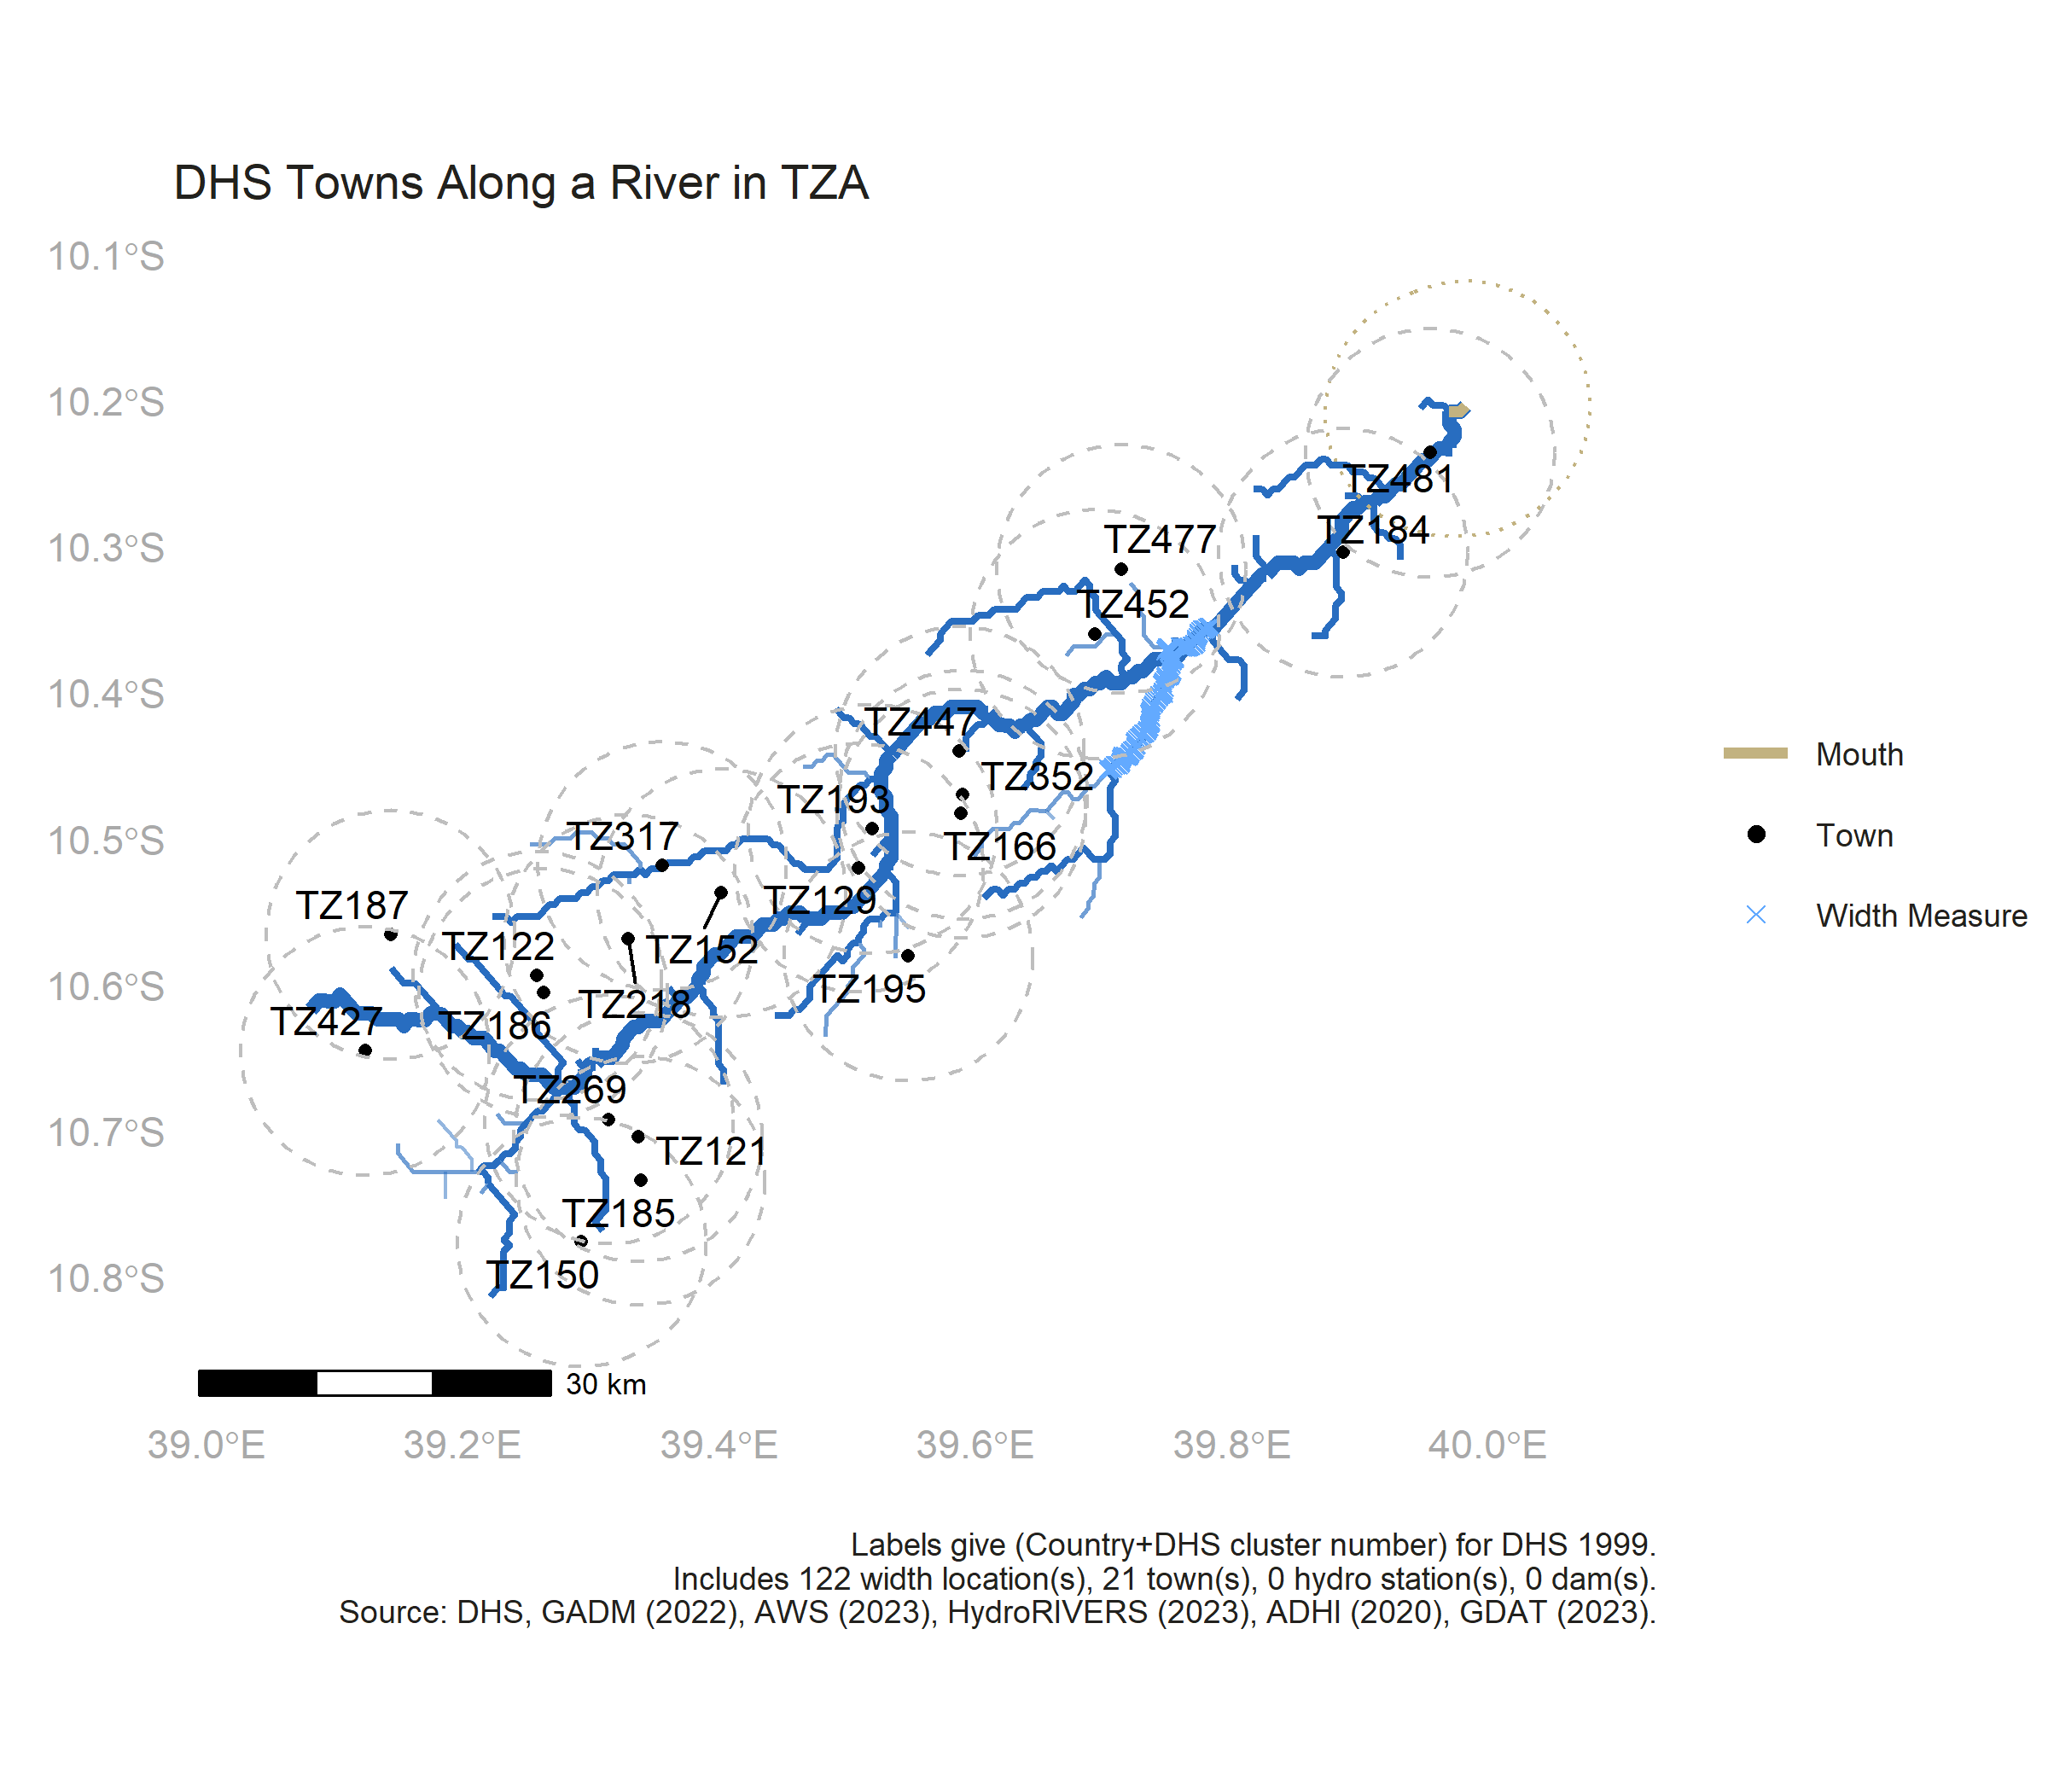 DHS Towns Along a River in TZA
10.1°S
10.2°S
10.3°S
10.4°S
10.5°S
10.6°S
10.7°S
10.8°S
TZ481
TZ184
TZ477
TZ452
TZ447
TZ352
TZ193
TZ166
TZ317
TZ129
TZ187
TZ122
TZ152
TZ195
TZ218
TZ427
TZ186
TZ269
TZ121
TZ185
TZ150
Mouth
Town
Width Measure
30 km
39.0°E
39.2°E
39.4°E
39.6°E
39.8°E
40.0°E
Labels give (Country+DHS cluster number) for DHS 1999.
Includes 122 width location(s), 21 town(s), 0 hydro station(s), 0 dam(s).
Source: DHS, GADM (2022), AWS (2023), HydroRIVERS (2023), ADHI (2020), GDAT (2023).